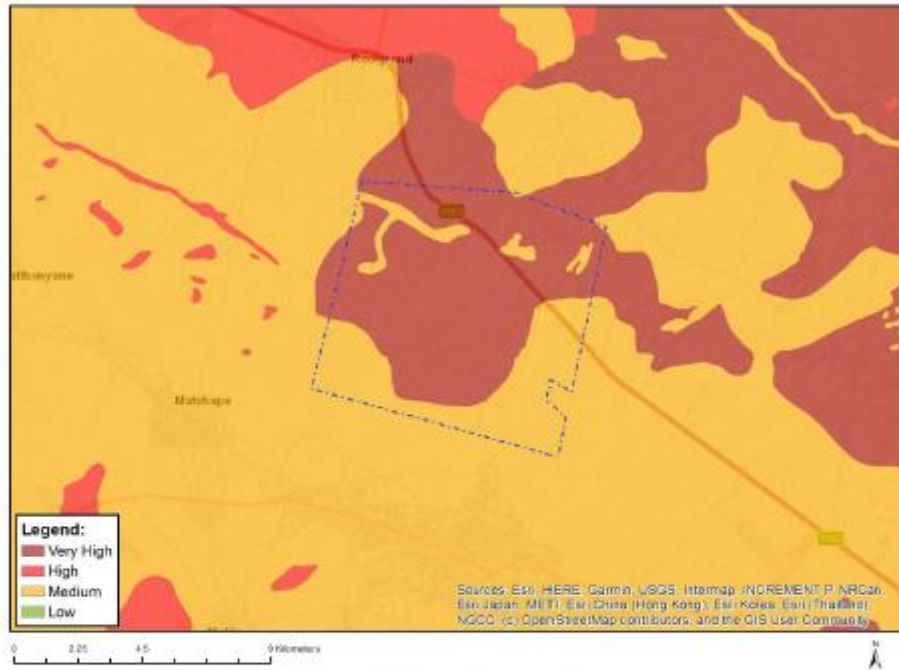 Mutshape
Legend:
Very High
High
Medium
Low
Sources: Esri, HERE, Garmin, USGS, Intermap, INCREMENT P, NRCan,
Esri Japan, METI, Esri China (Hong Kong), Esri Korea, Esri (Thailand),
NGCC, (c) OpenStreetMap contributors, and the GIS User Community
0 2.25 4.5 9 Kilometers
N